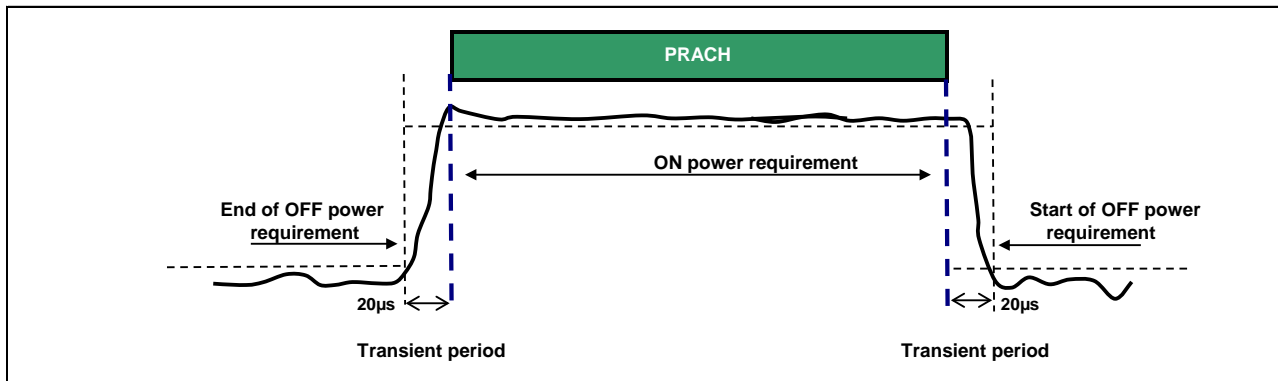 PRACH
ON power requirement
End of OFF power
requirement
Start of OFF power
requirement
20µs
20µs
Transient period
Transient period